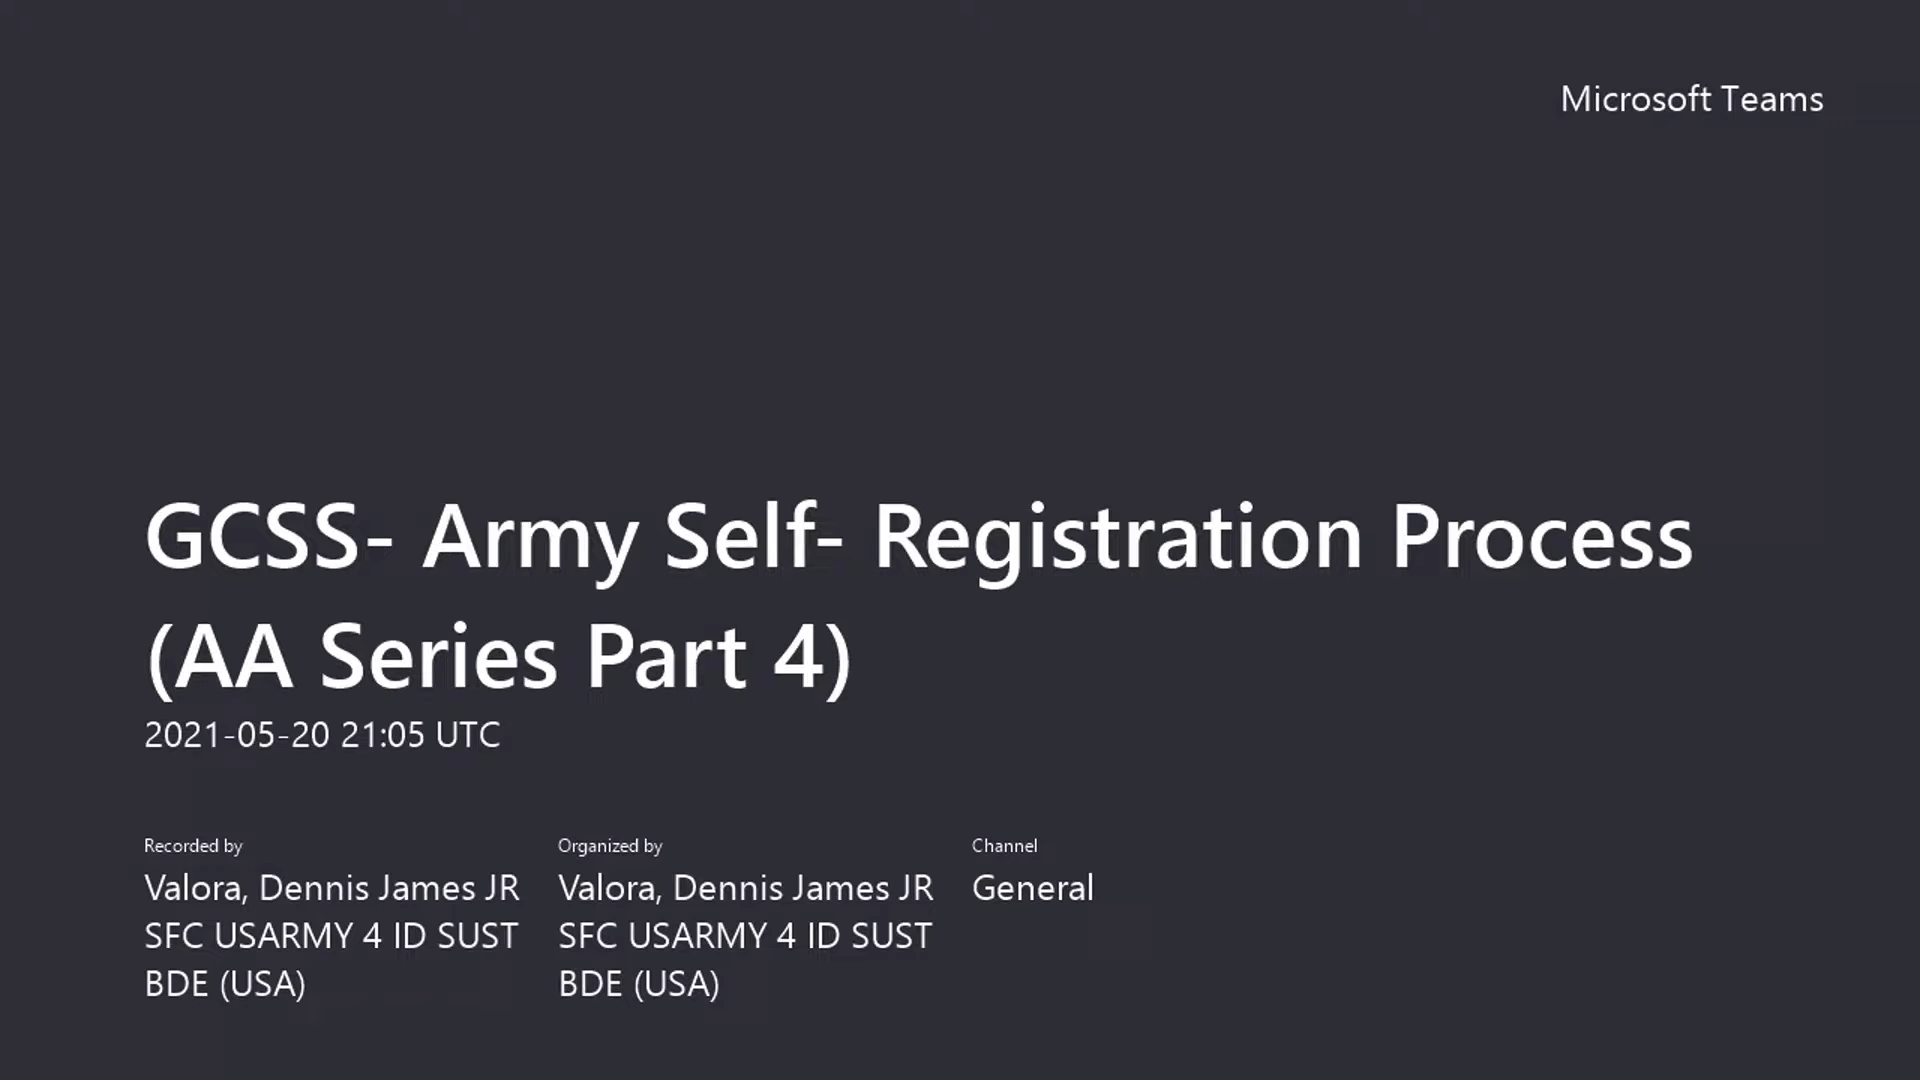 Microsoft Teams
GCSS- Army Self- Registration Process
(AA Series Part 4)
2021-05-20 21:05 UTC
Recorded by
Valora, Dennis James JR
SFC USARMY 4 ID SUST
BDE (USA)
Organized by
Valora, Dennis James JR
SFC USARMY 4 ID SUST
BDE (USA)
Channel
General